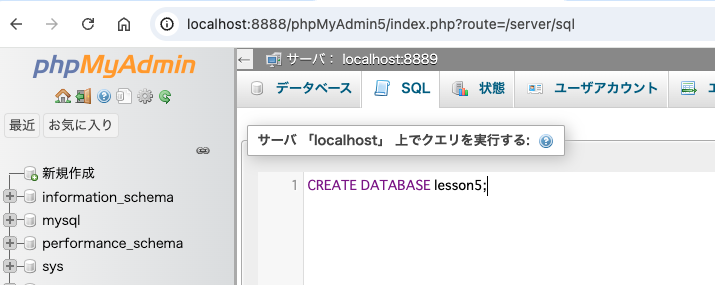 localhost:8888/phpMyAdmin5/index.php?route=/server/sql
phpMyAdmin
最近 お気に入り
新規作成
information_schema
mysql
performance_schema
sys
サーバ： localhost:8889
データベース SQL 状態 ユーザアカウント
サーバ 「localhost」 上でクエリを実行する:
1 CREATE DATABASE lesson5;